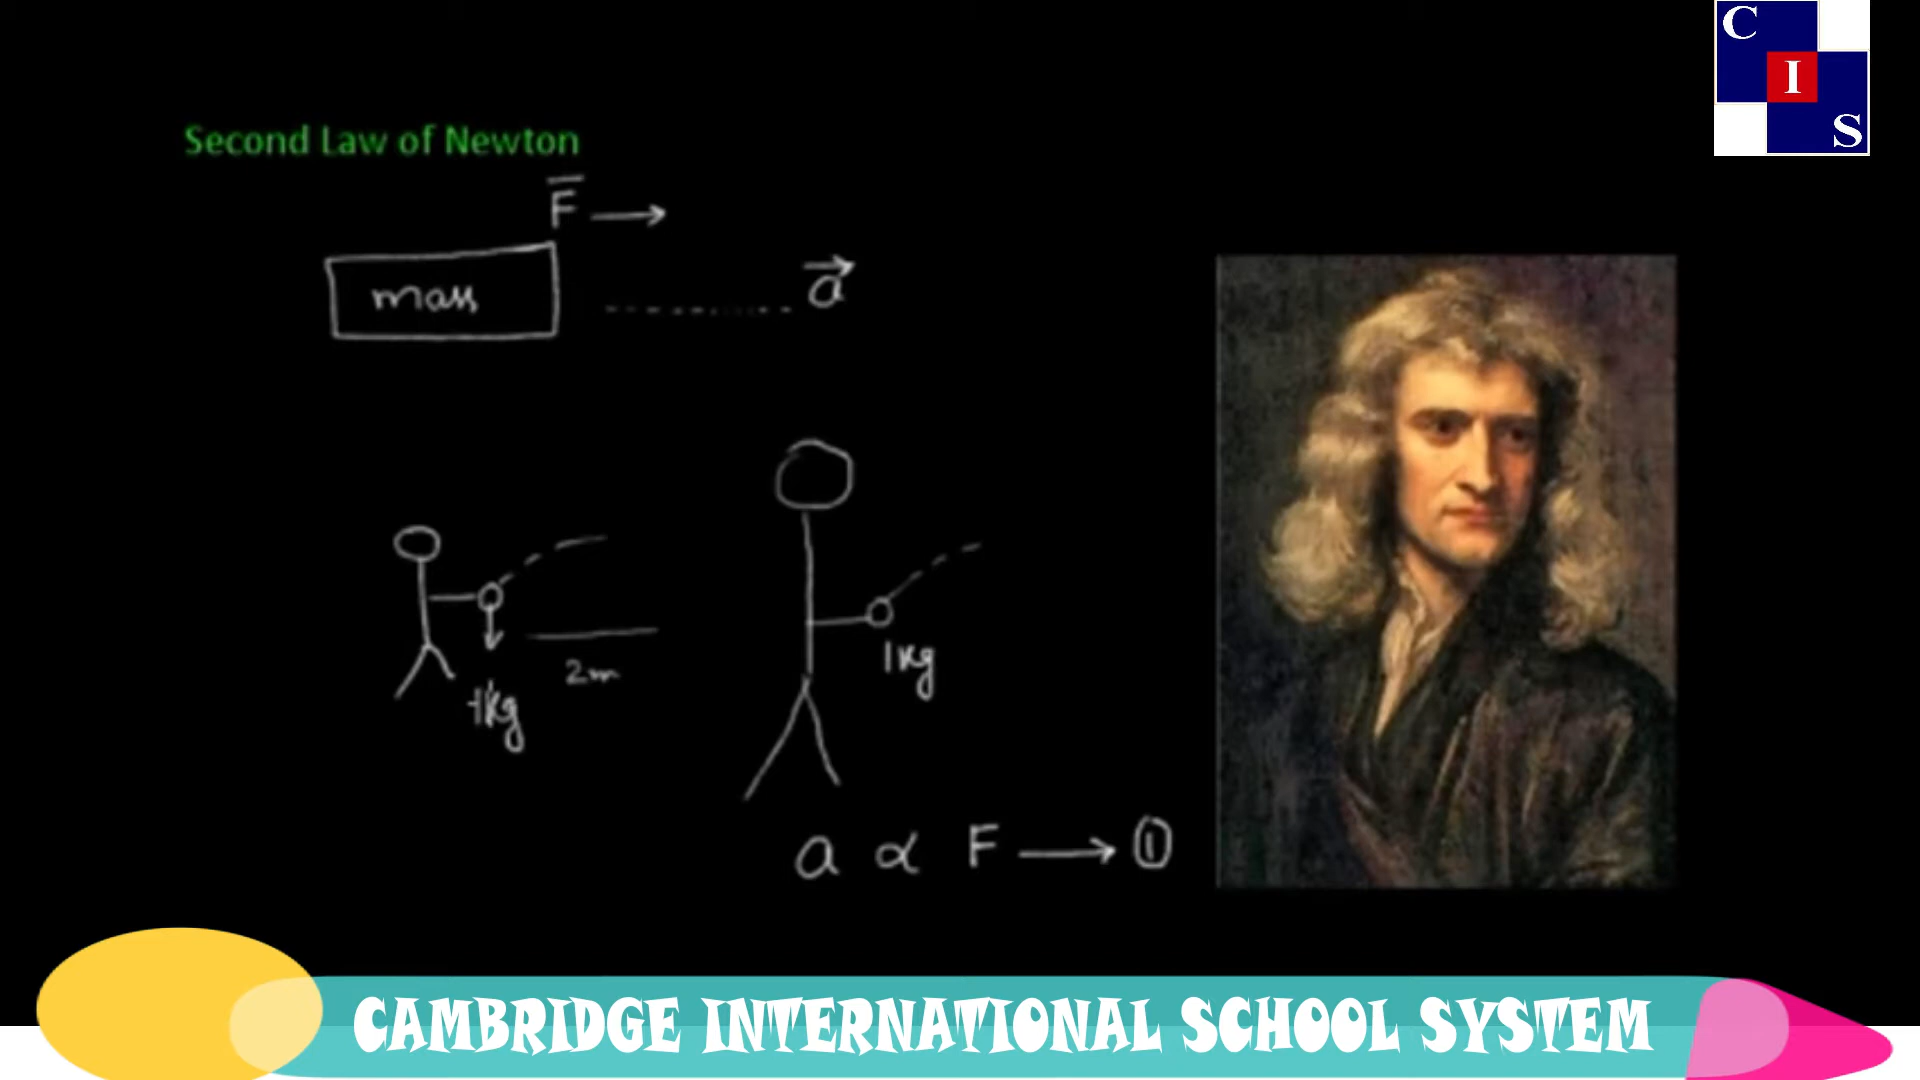 C
I
S
Second Law of Newton
F →
mass
a
2m
1kg
1kg
a ∝ F → ①
CAMBRIDGE INTERNATIONAL SCHOOL SYSTEM